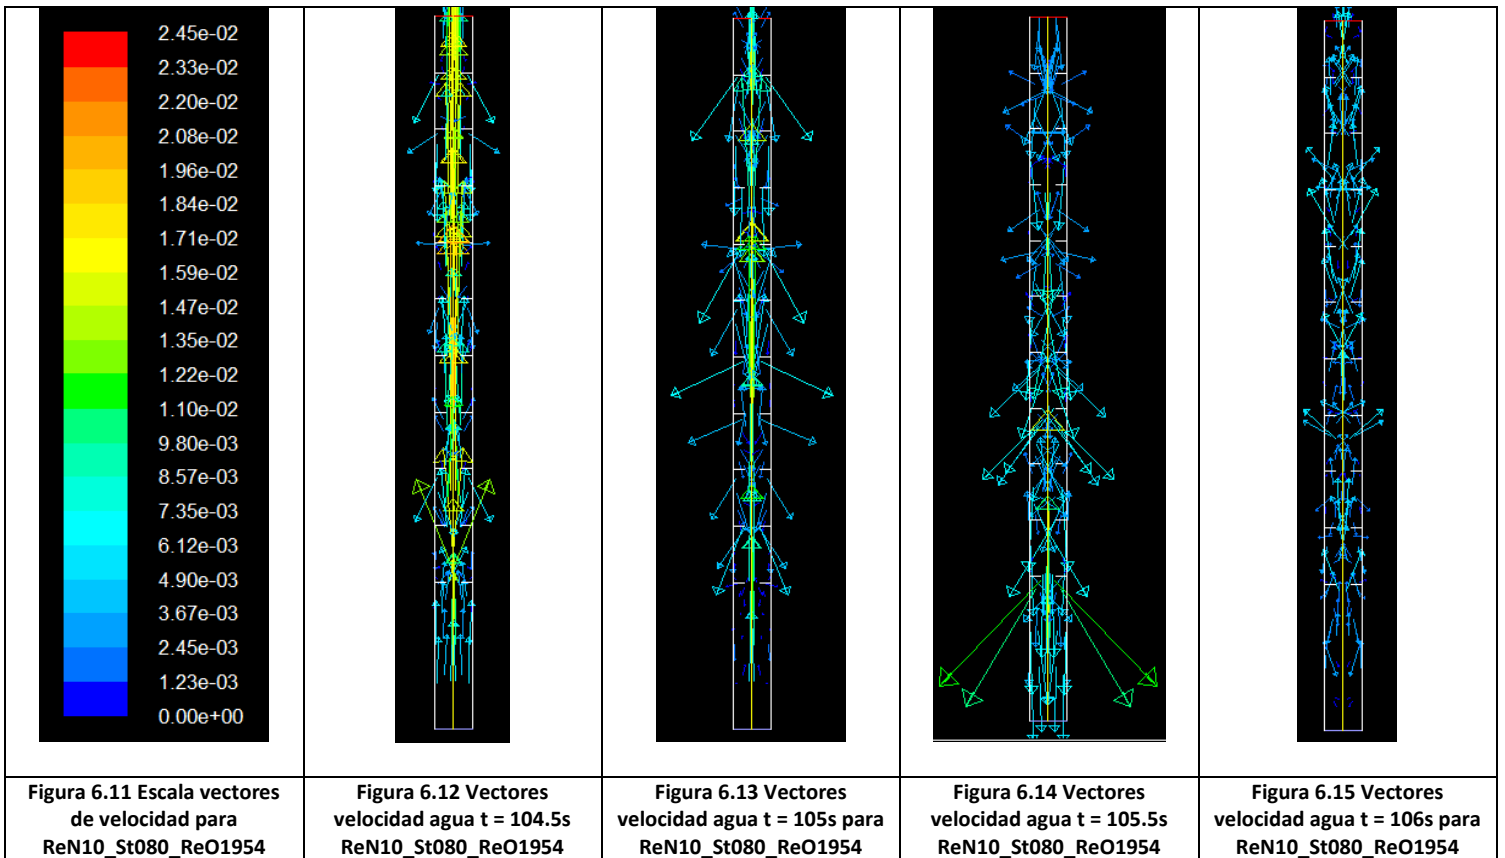 2.45e-02
2.33e-02
2.20e-02
2.08e-02
1.96e-02
1.84e-02
1.71e-02
1.59e-02
1.47e-02
1.35e-02
1.22e-02
1.10e-02
9.80e-03
8.57e-03
7.35e-03
6.12e-03
4.90e-03
3.67e-03
2.45e-03
1.23e-03
0.00e+00
Figura 6.11 Escala vectores
de velocidad para
ReN10_St080_ReO1954
Figura 6.12 Vectores
velocidad agua t = 104.5s
ReN10_St080_ReO1954
Figura 6.13 Vectores
velocidad agua t = 105s para
ReN10_St080_ReO1954
Figura 6.14 Vectores
velocidad agua t = 105.5s
ReN10_St080_ReO1954
Figura 6.15 Vectores
velocidad agua t = 106s para
ReN10_St080_ReO1954